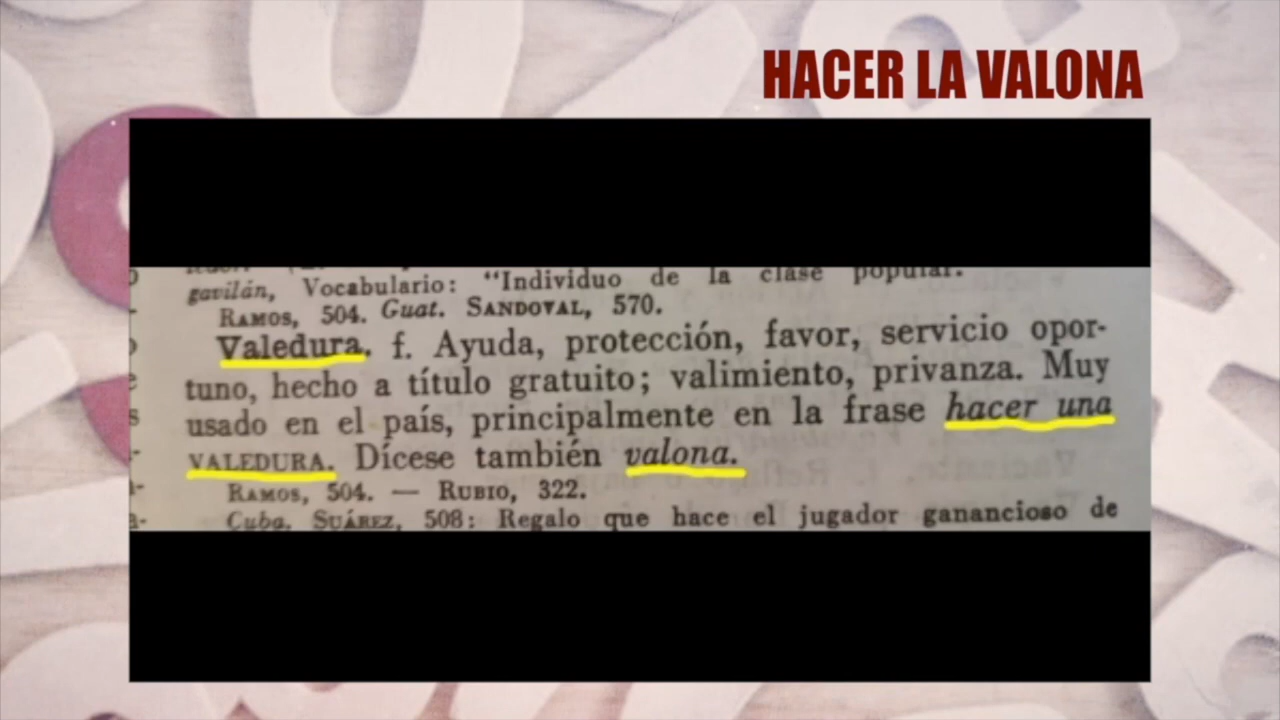 HACER LA VALONA
gavilán, Vocabulario: "Individuo de la clase popular.
RAMOS, 504. Guat. SANDOVAL, 570.
Valedura. f. Ayuda, protección, favor, servicio opor-
tuno, hecho a título gratuito; valimiento, privanza. Muy
usado en el país, principalmente en la frase hacer una
VALEDURA. Dícese también valona.
RAMOS, 504. — RUBIO, 322.
Cuba. SUÁREZ, 508: Regalo que hace el jugador ganancioso de